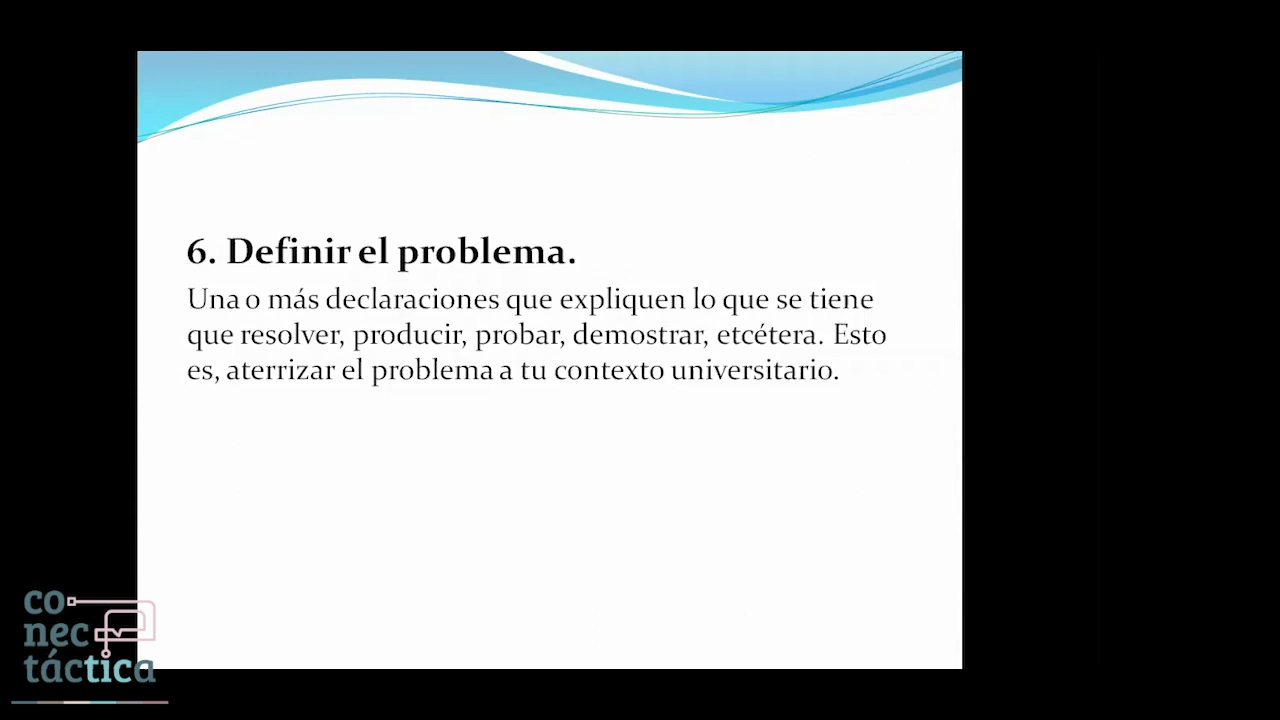 6. Definir el problema.
Una o más declaraciones que expliquen lo que se tiene
que resolver, producir, probar, demostrar, etcétera. Esto
es, aterrizar el problema a tu contexto universitario.
co
nec
táctica